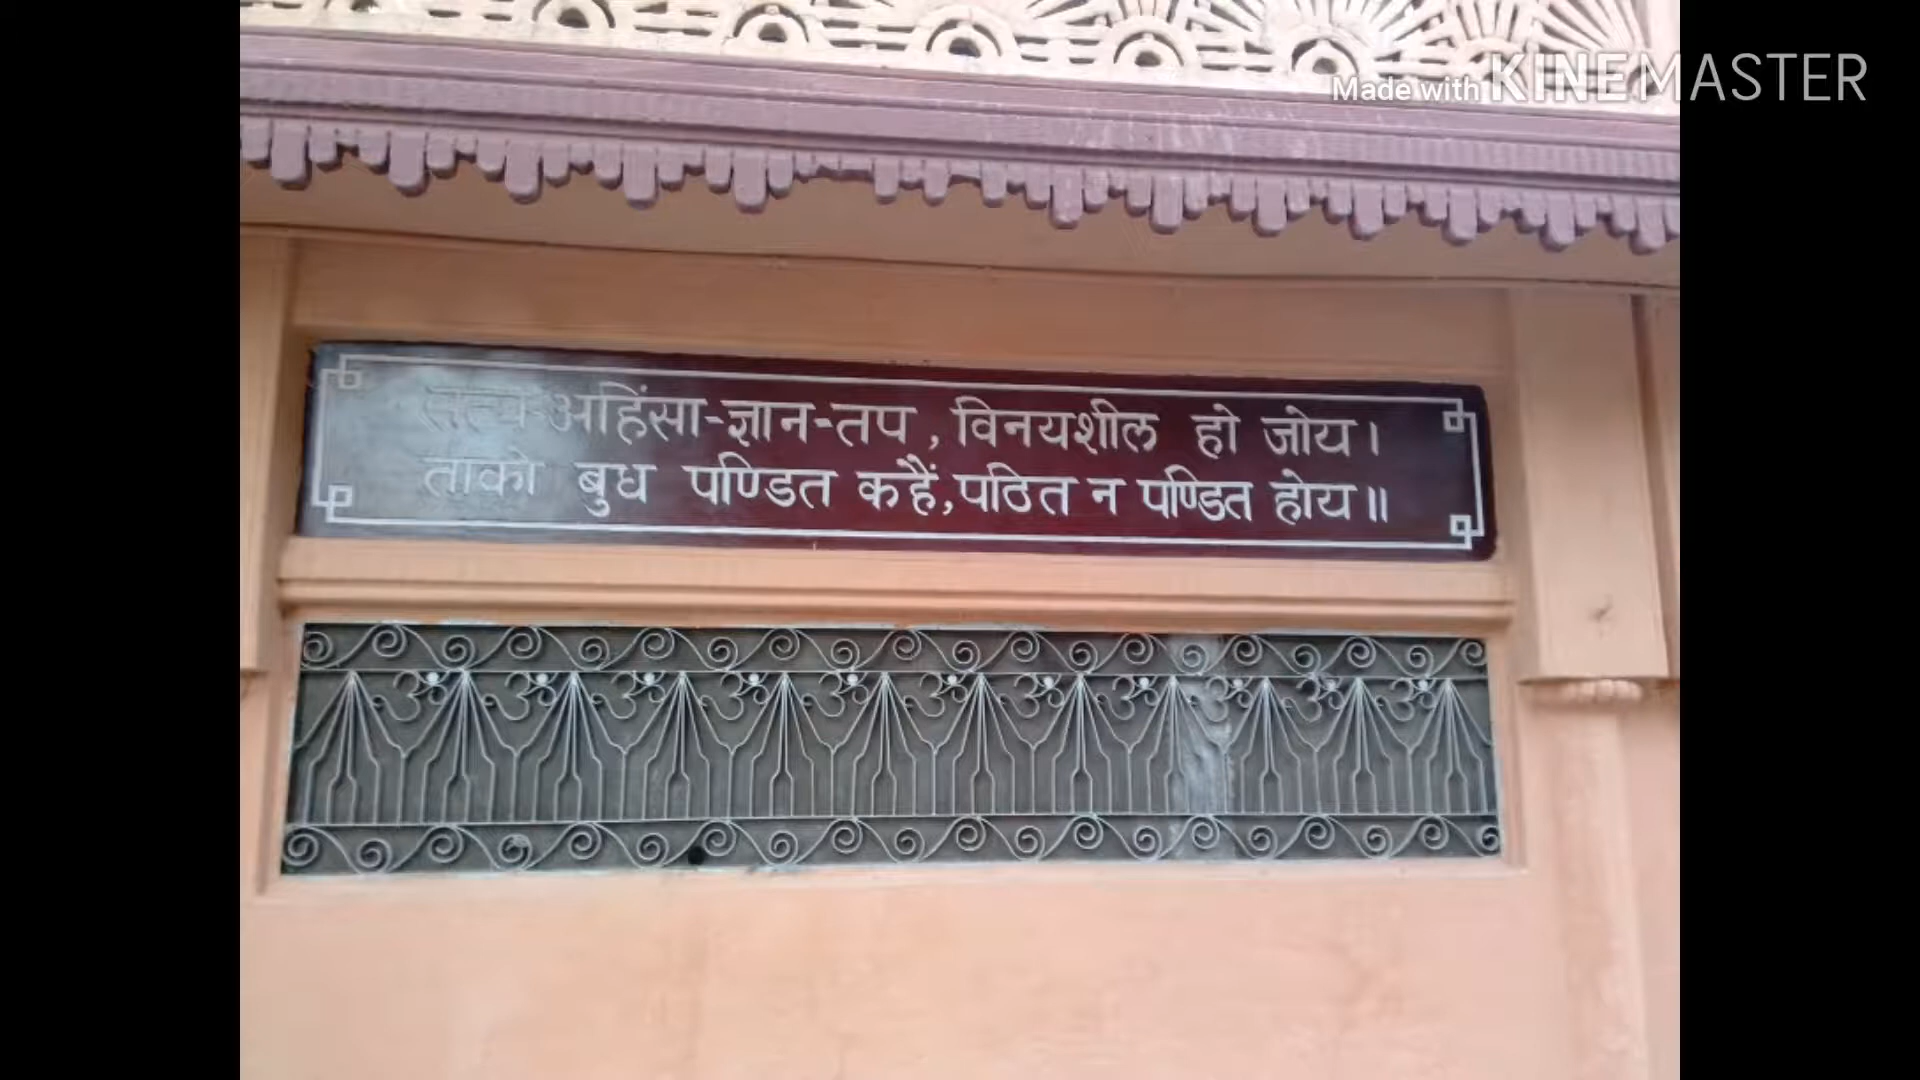 Made with KINEMASTER
सत्य-अहिंसा-ज्ञान-तप, विनयशील हो जोय।
ताको बुध पण्डित कहैं, पठित न पण्डित होय॥
ॐ ॐ ॐ ॐ ॐ ॐ ॐ ॐ ॐ ॐ ॐ